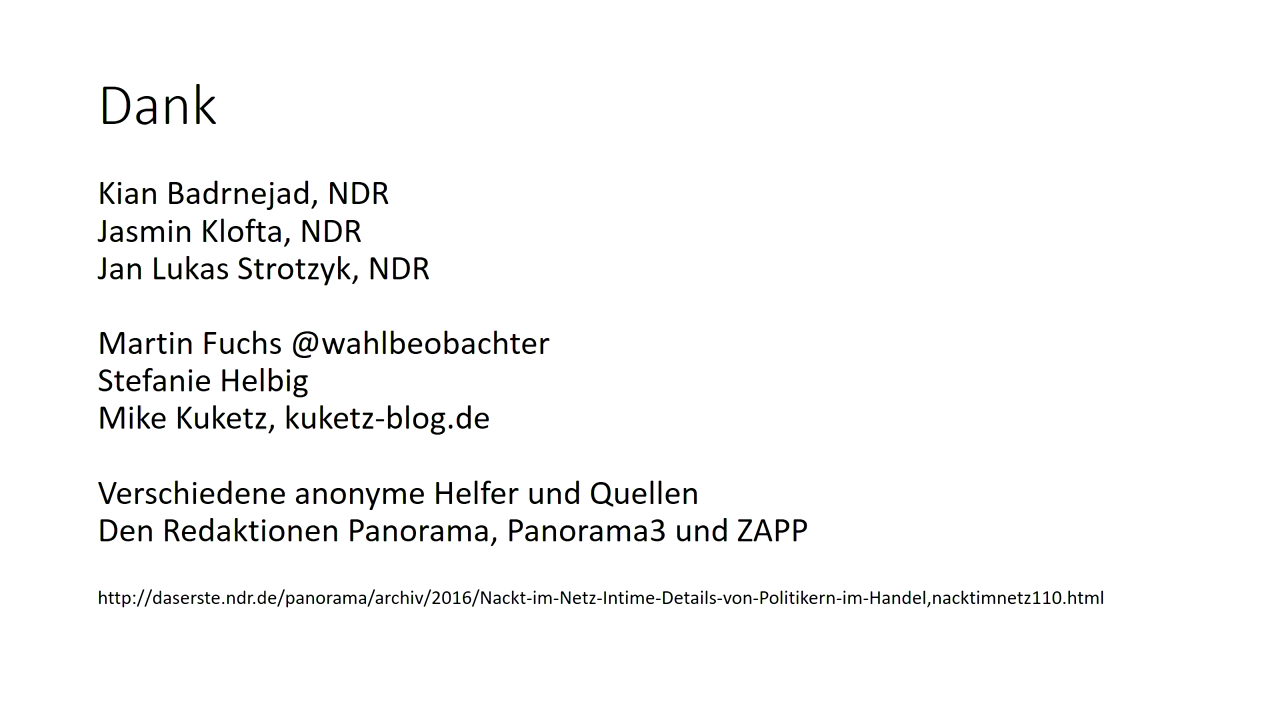 Dank
Kian Badrnejad, NDR
Jasmin Klofta, NDR
Jan Lukas Strotzyk, NDR
Martin Fuchs @wahlbeobachter
Stefanie Helbig
Mike Kuketz, kuketz-blog.de
Verschiedene anonyme Helfer und Quellen
Den Redaktionen Panorama, Panorama3 und ZAPP
http://daserste.ndr.de/panorama/archiv/2016/Nackt-im-Netz-Intime-Details-von-Politikern-im-Handel,nacktimnetz110.html